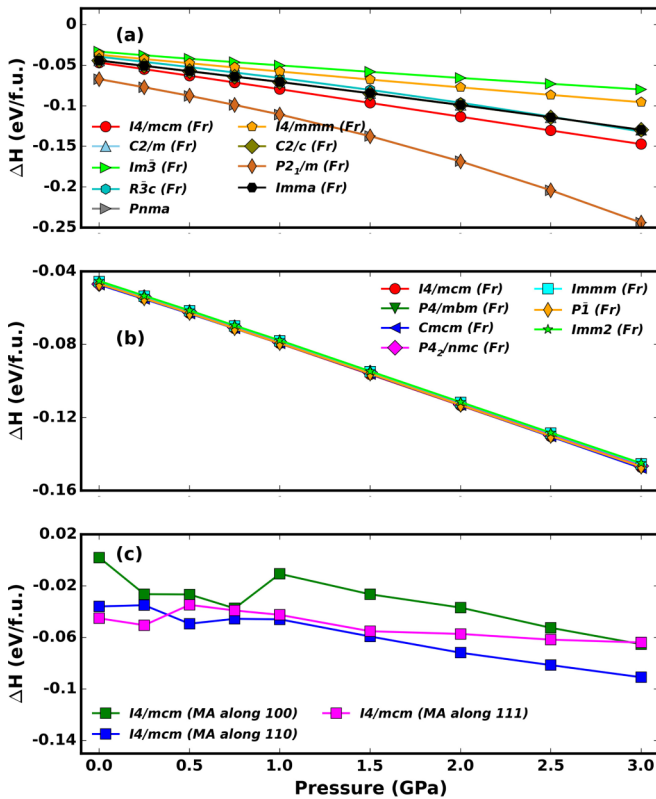 (a)
0
-0.05
-0.1
-0.15
-0.2
-0.25
ΔH (eV/f.u.)
I4/mcm (Fr)
I4/mmm (Fr)
C2/m (Fr)
C2/c (Fr)
Im3̄ (Fr)
P2₁/m (Fr)
R3̄c (Fr)
Imma (Fr)
Pnma
-0.04
-0.08
-0.12
-0.16
ΔH (eV/f.u.)
(b)
I4/mcm (Fr)
Immm (Fr)
P4/mbm (Fr)
P1̄ (Fr)
Cmcm (Fr)
Imm2 (Fr)
P4₂/nmc (Fr)
0.02
-0.02
-0.06
-0.1
-0.14
ΔH (eV/f.u.)
(c)
I4/mcm (MA along 100)
I4/mcm (MA along 111)
I4/mcm (MA along 110)
0.0 0.5 1.0 1.5 2.0 2.5 3.0
Pressure (GPa)